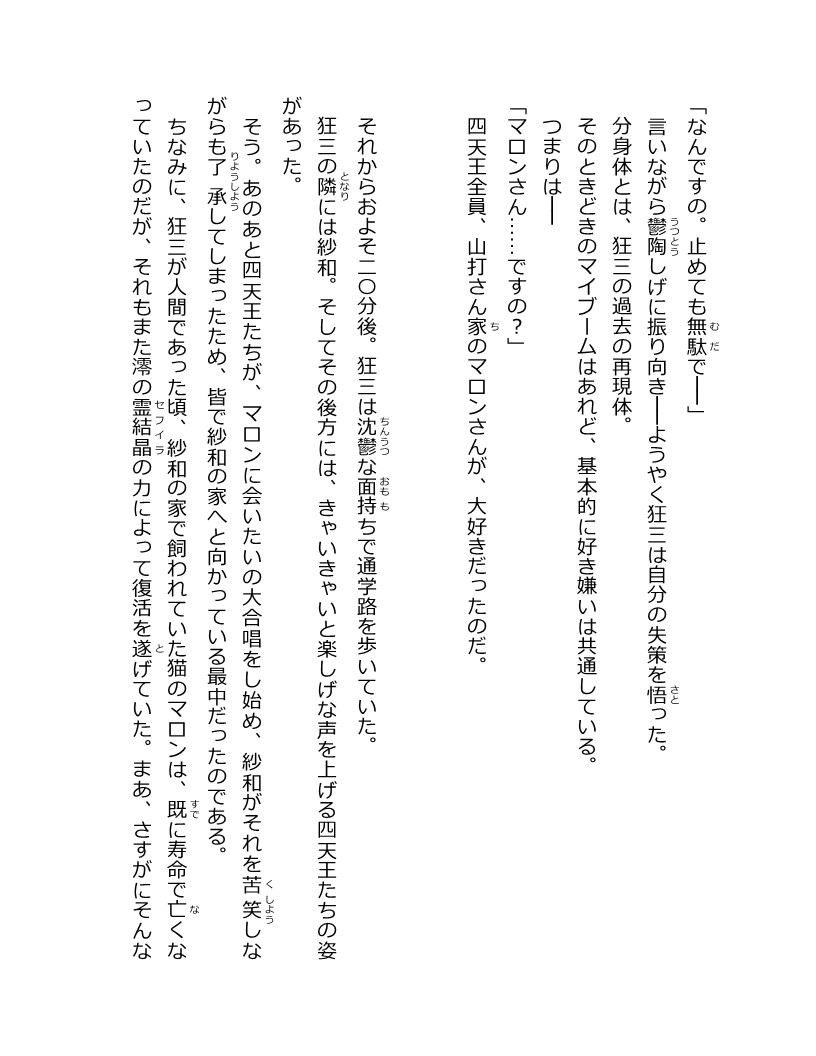 「なんですの。止めても無駄で――」
言いながら鬱陶しげに振り向き――ようやく狂三は自分の失策を悟った。
分身体とは、狂三の過去の再現体。
そのときどきのマイブームはあれど、基本的に好き嫌いは共通している。
つまりは――
「マロンさん……ですの？」
四天王全員、山打さん家のマロンさんが、大好きだったのだ。
それからおよそ二〇分後。狂三は沈鬱な面持ちで通学路を歩いていた。
狂三の隣には紗和。そしてその後方には、きゃいきゃいと楽しげな声を上げる四天王たちの姿
があった。
そう。あのあと四天王たちが、マロンに会いたいの大合唱をし始め、紗和がそれを苦笑しな
がらも了承してしまったため、皆で紗和の家へと向かっている最中だったのである。
ちなみに、狂三が人間であった頃、紗和の家で飼われていた猫のマロンは、既に寿命で亡くな
っていたのだが、それもまた澪の霊結晶の力によって復活を遂げていた。まあ、さすがにそんな